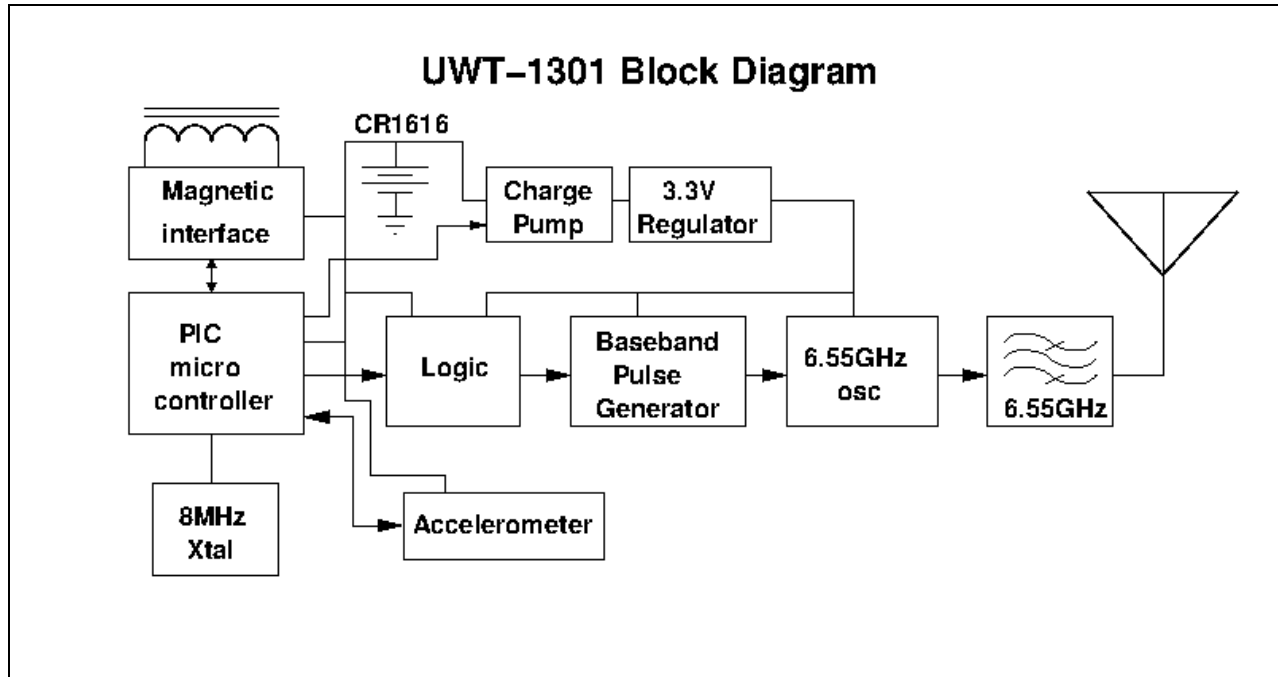 UWT-1301 Block Diagram
CR1616
Magnetic
interface
Charge
Pump
3.3V
Regulator
PIC
micro
controller
Logic
Baseband
Pulse
Generator
6.55GHz
osc
6.55GHz
8MHz
Xtal
Accelerometer